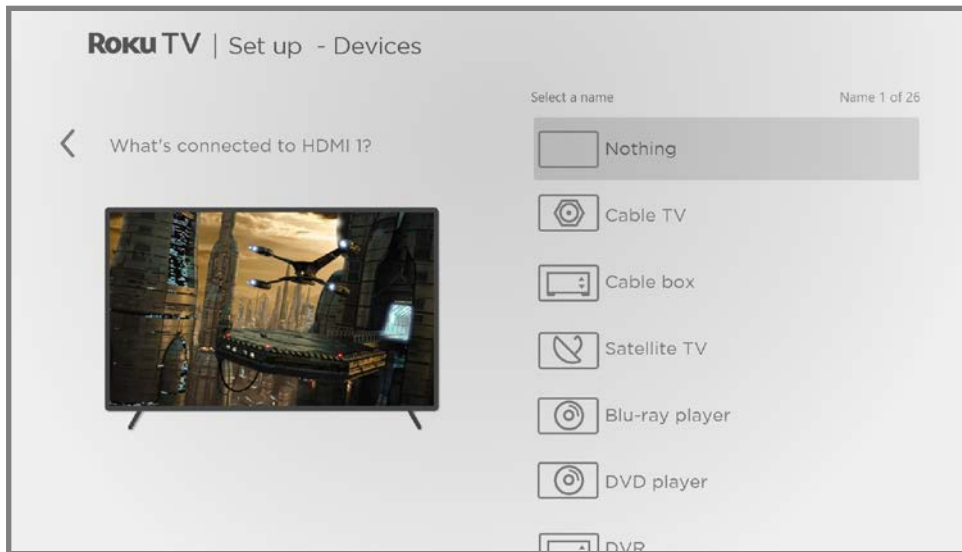 Roku TV | Set up - Devices
Select a name Name 1 of 26
What's connected to HDMI 1?
Nothing
Cable TV
Cable box
Satellite TV
Blu-ray player
DVD player
DVR